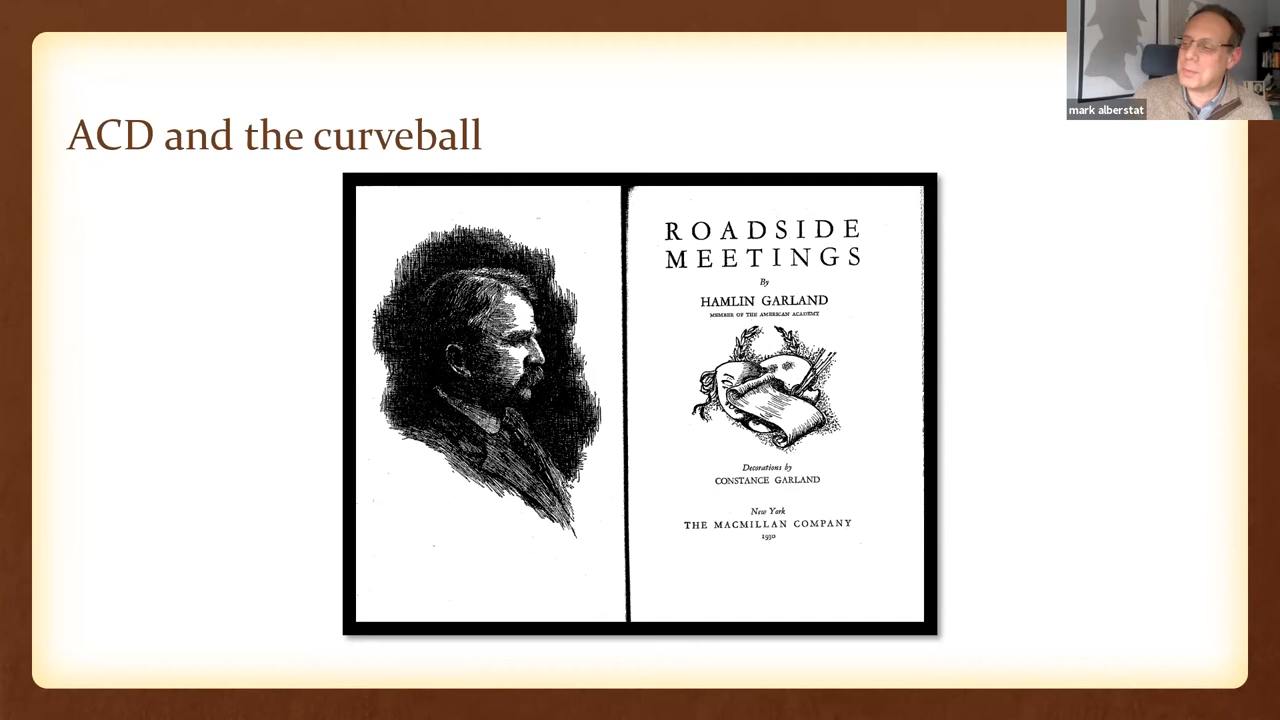 ACD and the curveball
mark alberstat
ROADSIDE
MEETINGS
By
HAMLIN GARLAND
MEMBER OF THE AMERICAN ACADEMY
Decorations by
CONSTANCE GARLAND
New York
THE MACMILLAN COMPANY
1930